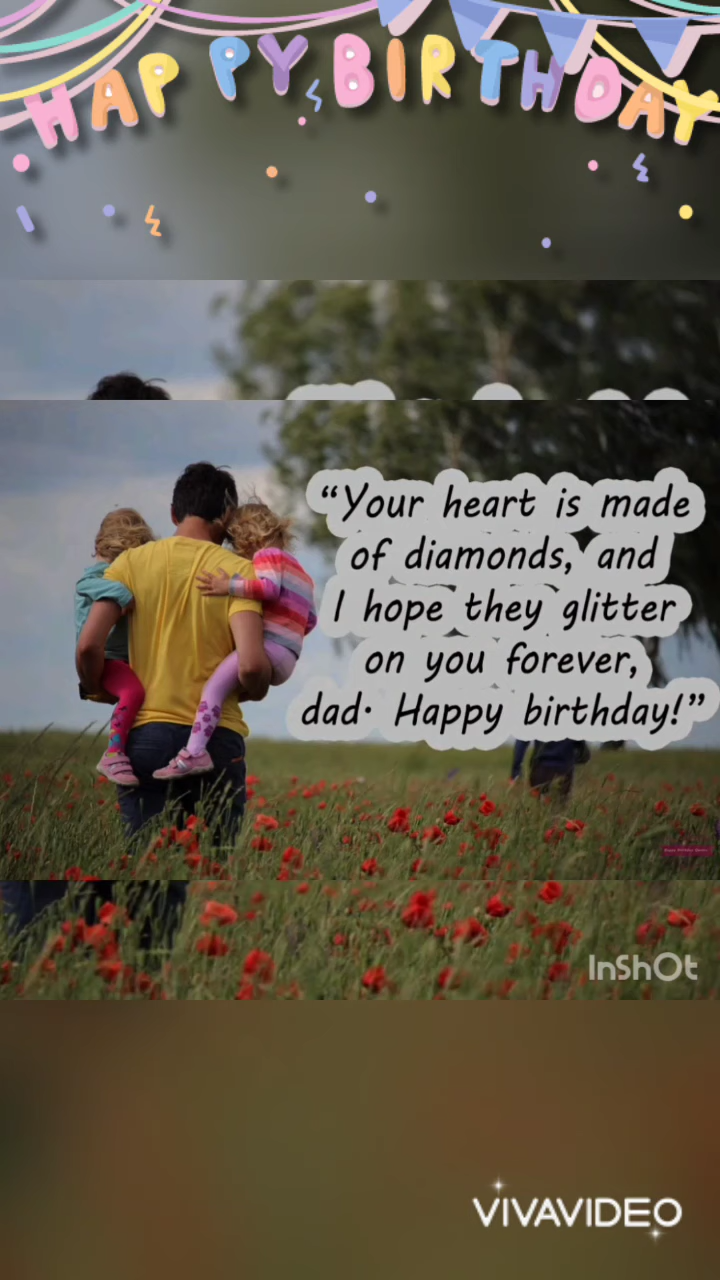 HAPPY BIRTHDAY
“Your heart is made
of diamonds, and
I hope they glitter
on you forever,
dad. Happy birthday!”
InShOt
VIVAVIDEO